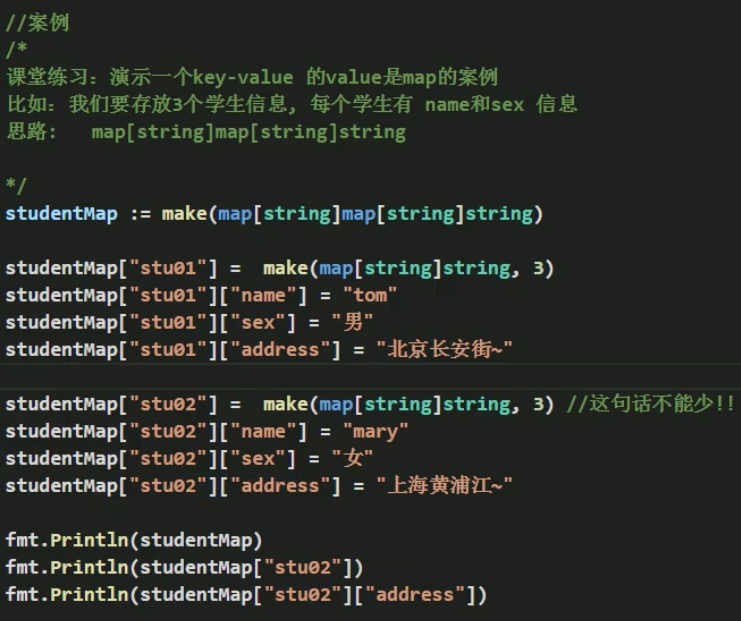 //案例
/*
课堂练习：演示一个key-value 的value是map的案例
比如：我们要存放3个学生信息, 每个学生有 name和sex 信息
思路:   map[string]map[string]string
*/
studentMap := make(map[string]map[string]string)
studentMap["stu01"] =  make(map[string]string, 3)
studentMap["stu01"]["name"] = "tom"
studentMap["stu01"]["sex"] = "男"
studentMap["stu01"]["address"] = "北京长安街~"
studentMap["stu02"] =  make(map[string]string, 3) //这句话不能少!!
studentMap["stu02"]["name"] = "mary"
studentMap["stu02"]["sex"] = "女"
studentMap["stu02"]["address"] = "上海黄浦江~"
fmt.Println(studentMap)
fmt.Println(studentMap["stu02"])
fmt.Println(studentMap["stu02"]["address"])